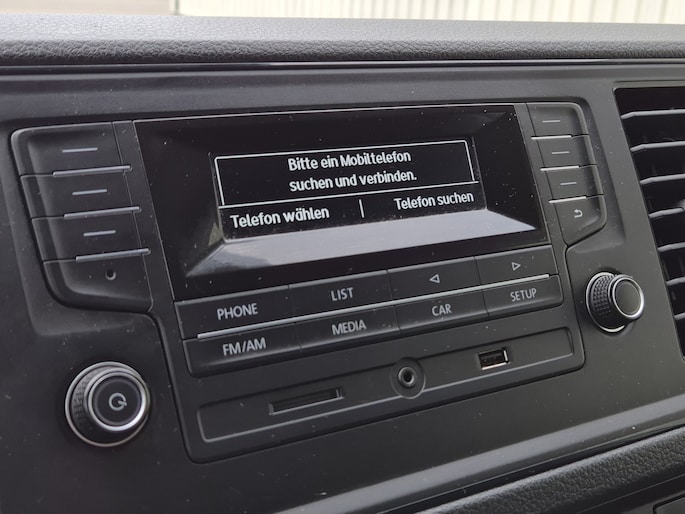 Bitte ein Mobiltelefon
suchen und verbinden.
Telefon wählen | Telefon suchen
PHONE LIST
FM/AM MEDIA CAR SETUP